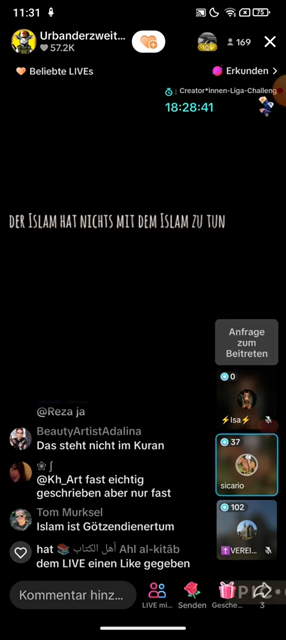 11:31
75
Urbanderzweit...
57.2K
169
Beliebte LIVEs
Erkunden >
Creator*innen-Liga-Challeng
18:28:41
der Islam hat nichts mit dem Islam zu tun
Anfrage
zum
Beitreten
0
⚡Isa⚡
@Reza ja
BeautyArtistAdalina
Das steht nicht im Kuran
37
sicario
@Kh_Art fast eichtig
geschrieben aber nur fast
Tom Murksel
Islam ist Götzendienertum
102
VEREI...
hat 📚 أهل الكتاب Ahl al-kitāb
dem LIVE einen Like gegeben
Kommentar hinz...
LIVE mi...
Senden
Gesche...
3